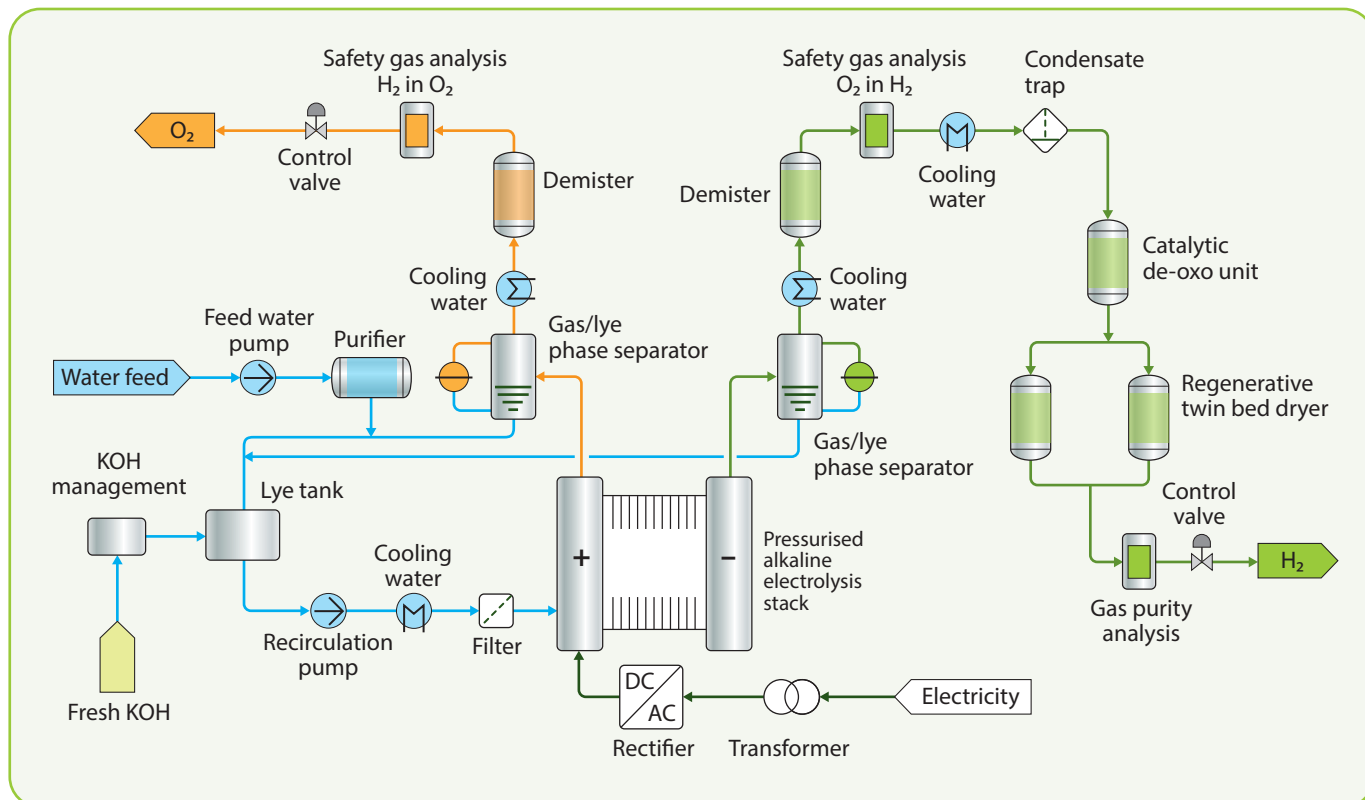 Safety gas analysis
H₂ in O₂
Safety gas analysis
O₂ in H₂
Condensate
trap
O₂
Control
valve
Demister
Demister
Cooling
water
Catalytic
de-oxo unit
Cooling
water
Cooling
water
Feed water
pump
Purifier
Gas/lye
phase separator
Water feed
Regenerative
twin bed dryer
Gas/lye
phase separator
KOH
management
Lye tank
Control
valve
+
-
Pressurised
alkaline
electrolysis
stack
Cooling
water
H₂
Gas purity
analysis
Recirculation
pump
Filter
Fresh KOH
DC
AC
Electricity
Rectifier
Transformer